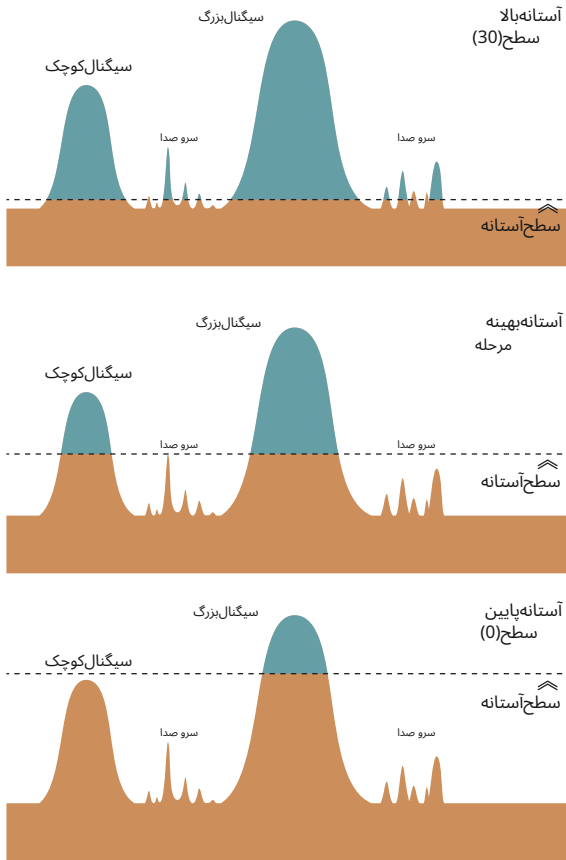 آستانه‌بالا
سطح(30)
سیگنال‌بزرگ
سیگنال‌کوچک
سرو صدا
سرو صدا
سطح‌آستانه
آستانه‌بهینه
مرحله
سیگنال‌بزرگ
سیگنال‌کوچک
سرو صدا
سرو صدا
سطح‌آستانه
آستانه‌پایین
سطح(0)
سیگنال‌بزرگ
سیگنال‌کوچک
سطح‌آستانه
سرو صدا
سرو صدا